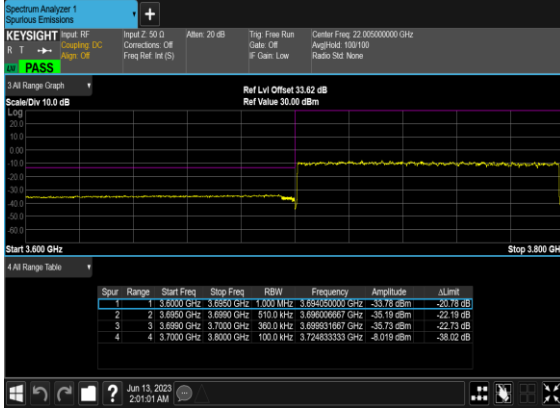 Spectrum Analyzer 1
Spurious Emissions
+
KEYSIGHT Input: RF Input Z: 50 Ω Atten: 20 dB Trig: Free Run Center Freq: 22.005000000 GHz
R T Coupling: DC Corrections: Off Gate: Off Avg|Hold: 100/100
Align: Off Freq Ref: Int (S) IF Gain: Low Radio Std: None
LXI PASS
3 All Range Graph
Ref Lvl Offset 33.62 dB
Scale/Div 10.0 dB Ref Value 30.00 dBm
Log
20.0
10.0
0.00
-10.0
-20.0
-30.0
-40.0
-50.0
-60.0
Start 3.600 GHz Stop 3.800 GH
4 All Range Table
Spur Range Start Freq Stop Freq RBW Frequency Amplitude ΔLimit
1 1 3.6000 GHz 3.6950 GHz 1.000 MHz 3.694050000 GHz -33.78 dBm -20.78 dB
2 2 3.6950 GHz 3.6990 GHz 510.0 kHz 3.696006667 GHz -35.19 dBm -22.19 dB
3 3 3.6990 GHz 3.7000 GHz 360.0 kHz 3.699931667 GHz -35.73 dBm -22.73 dB
4 4 3.7000 GHz 3.8000 GHz 100.0 kHz 3.724833333 GHz -8.019 dBm -38.02 dB
? Jun 13, 2023
2:01:01 AM